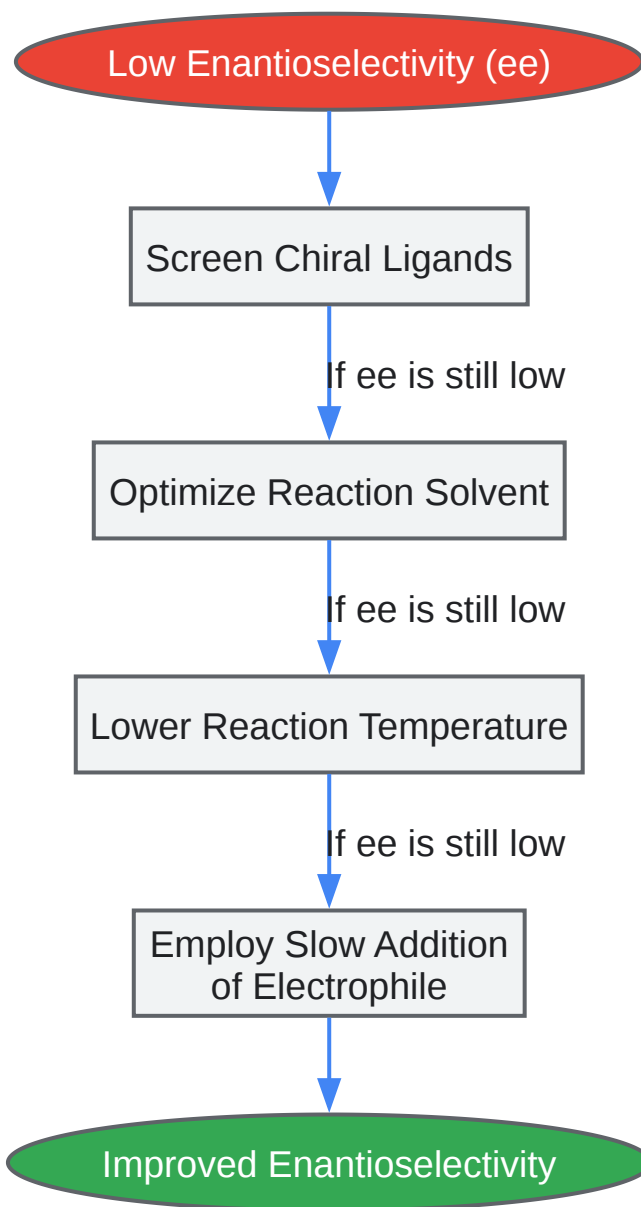 Low Enantioselectivity (ee)
Screen Chiral Ligands
If ee is still low
Optimize Reaction Solvent
If ee is still low
Lower Reaction Temperature
If ee is still low
Employ Slow Addition
of Electrophile
Improved Enantioselectivity